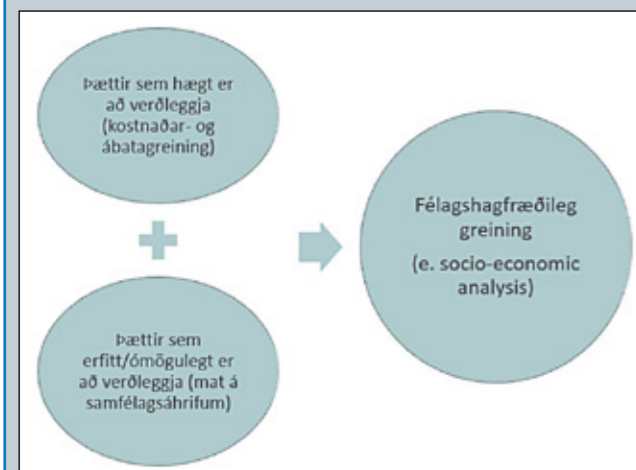 Þættir sem hægt er
að verðleggja
(kostnaðar- og
ábatagreining)
Þættir sem
erfitt/ómögulegt er
að verðleggja (mat á
samfélagsáhrifum)
Félagshagfræðileg
greining
(e. socio-economic
analysis)